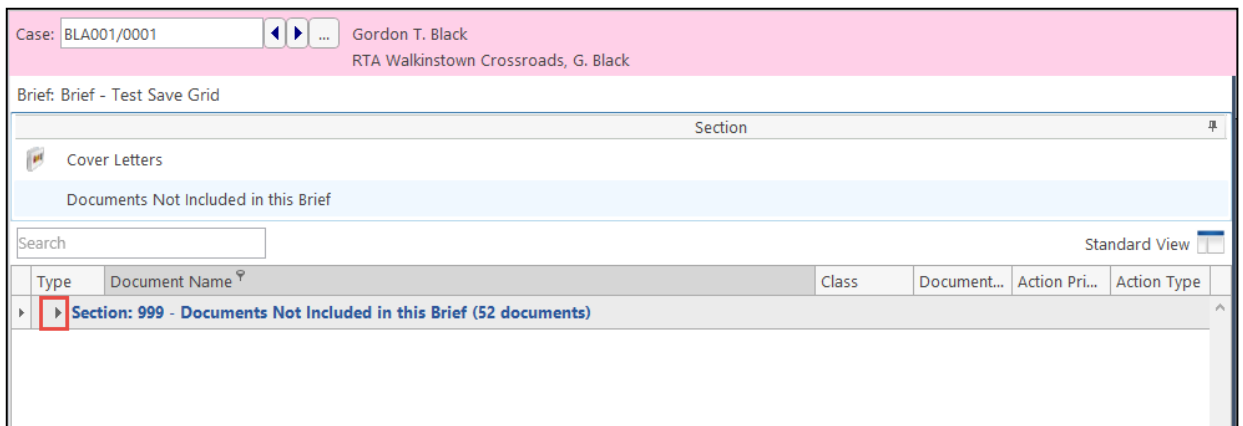 Case: BLA001/0001 ... Gordon T. Black
RTA Walkinstown Crossroads, G. Black
Brief: Brief - Test Save Grid
Section
Cover Letters
Documents Not Included in this Brief
Search Standard View
Type Document Name Class Document... Action Pri... Action Type
Section: 999 - Documents Not Included in this Brief (52 documents)